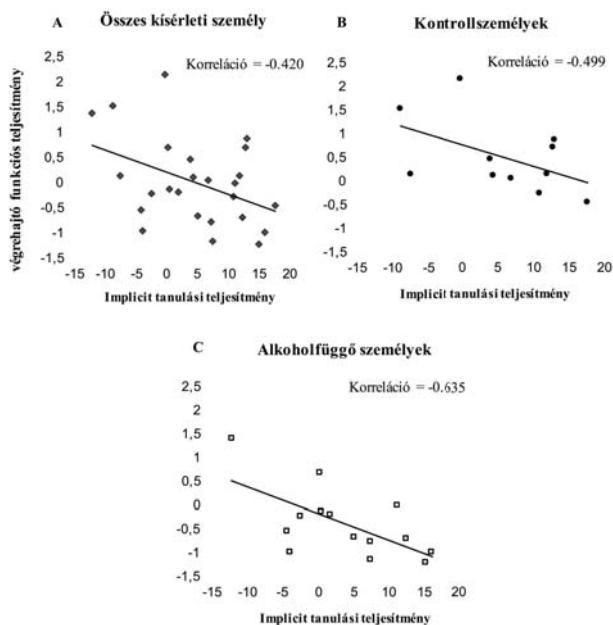 A Összes kísérleti személy
Korreláció = -0.420
végrehajtó funkciós teljesítmény
2,5
2
1,5
1
0,5
0
-0,5
-1
-1,5
-15 -10 -5 0 5 10 15 20
Implicit tanulási teljesítmény
B Kontrollszemélyek
Korreláció = -0.499
2,5
2
1,5
1
0,5
0
-0,5
-1
-1,5
-15 -10 -5 0 5 10 15 20
Implicit tanulási teljesítmény
C Alkoholfüggő személyek
Korreláció = -0.635
2,5
2
1,5
1
0,5
0
-0,5
-1
-1,5
-15 -10 -5 0 5 10 15 20
Implicit tanulási teljesítmény